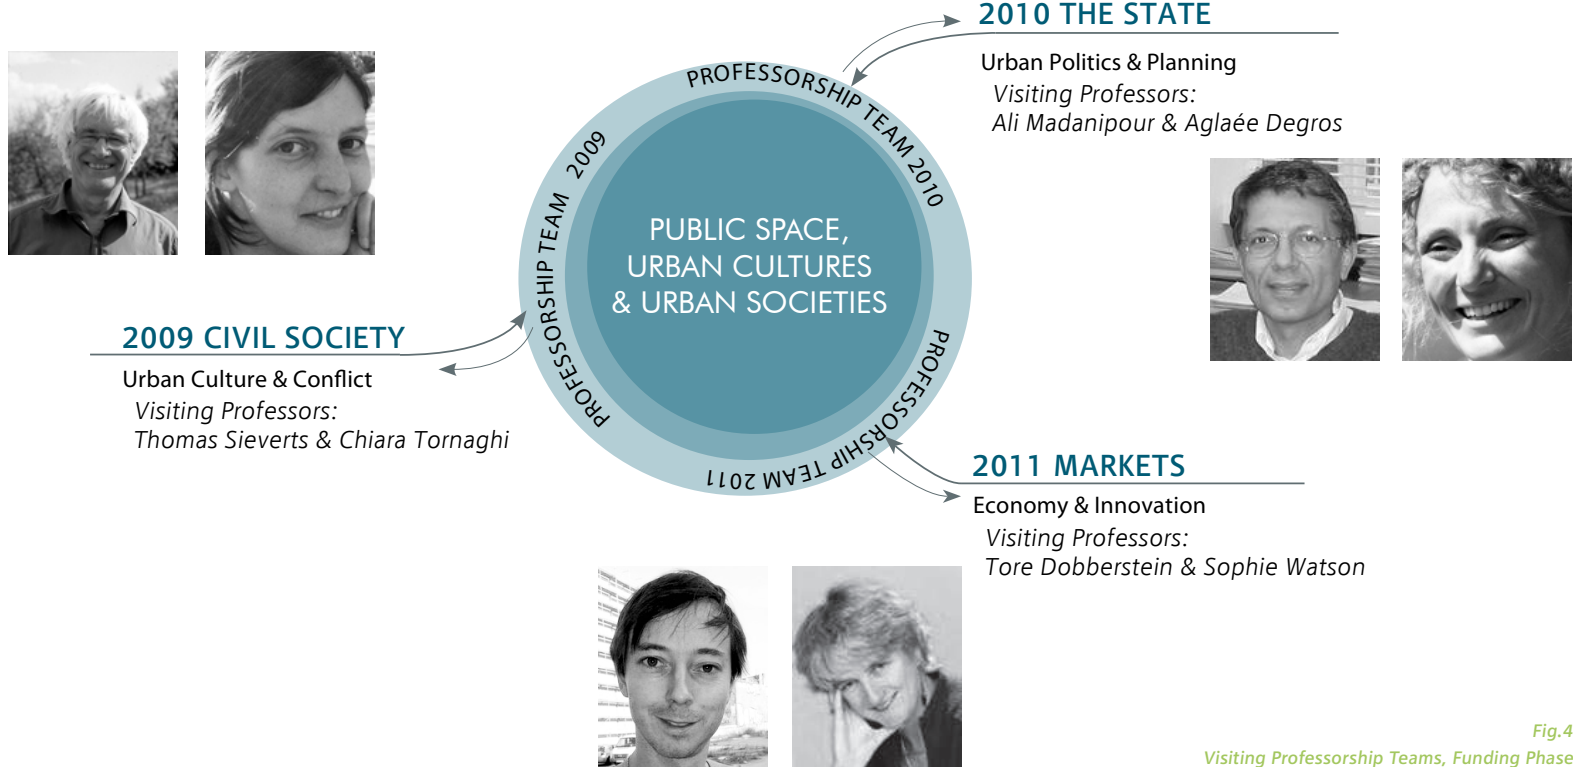 2010 THE STATE
Urban Politics & Planning
Visiting Professors:
Ali Madanipour & Aglaée Degros
PROFESSORSHIP TEAM 2009
PROFESSORSHIP TEAM 2010
PROFESSORSHIP TEAM 2011
PUBLIC SPACE,
URBAN CULTURES
& URBAN SOCIETIES
2009 CIVIL SOCIETY
Urban Culture & Conflict
Visiting Professors:
Thomas Sieverts & Chiara Tornaghi
2011 MARKETS
Economy & Innovation
Visiting Professors:
Tore Dobberstein & Sophie Watson
Fig.4
Visiting Professorship Teams, Funding Phase